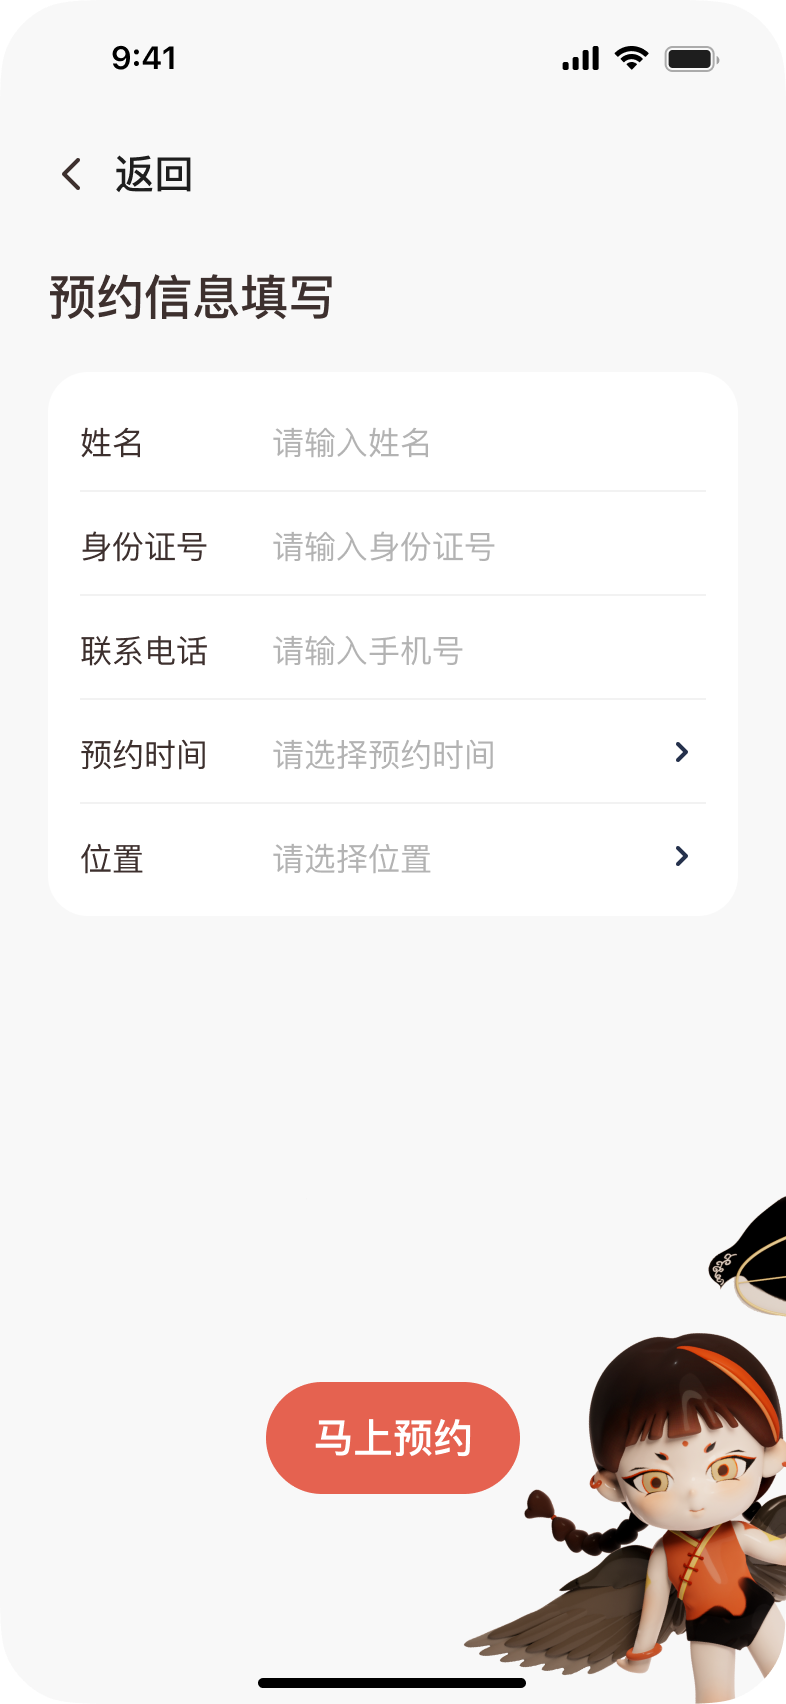 9:41
返回
预约信息填写
姓名 请输入姓名
身份证号 请输入身份证号
联系电话 请输入手机号
预约时间 请选择预约时间
位置 请选择位置
马上预约